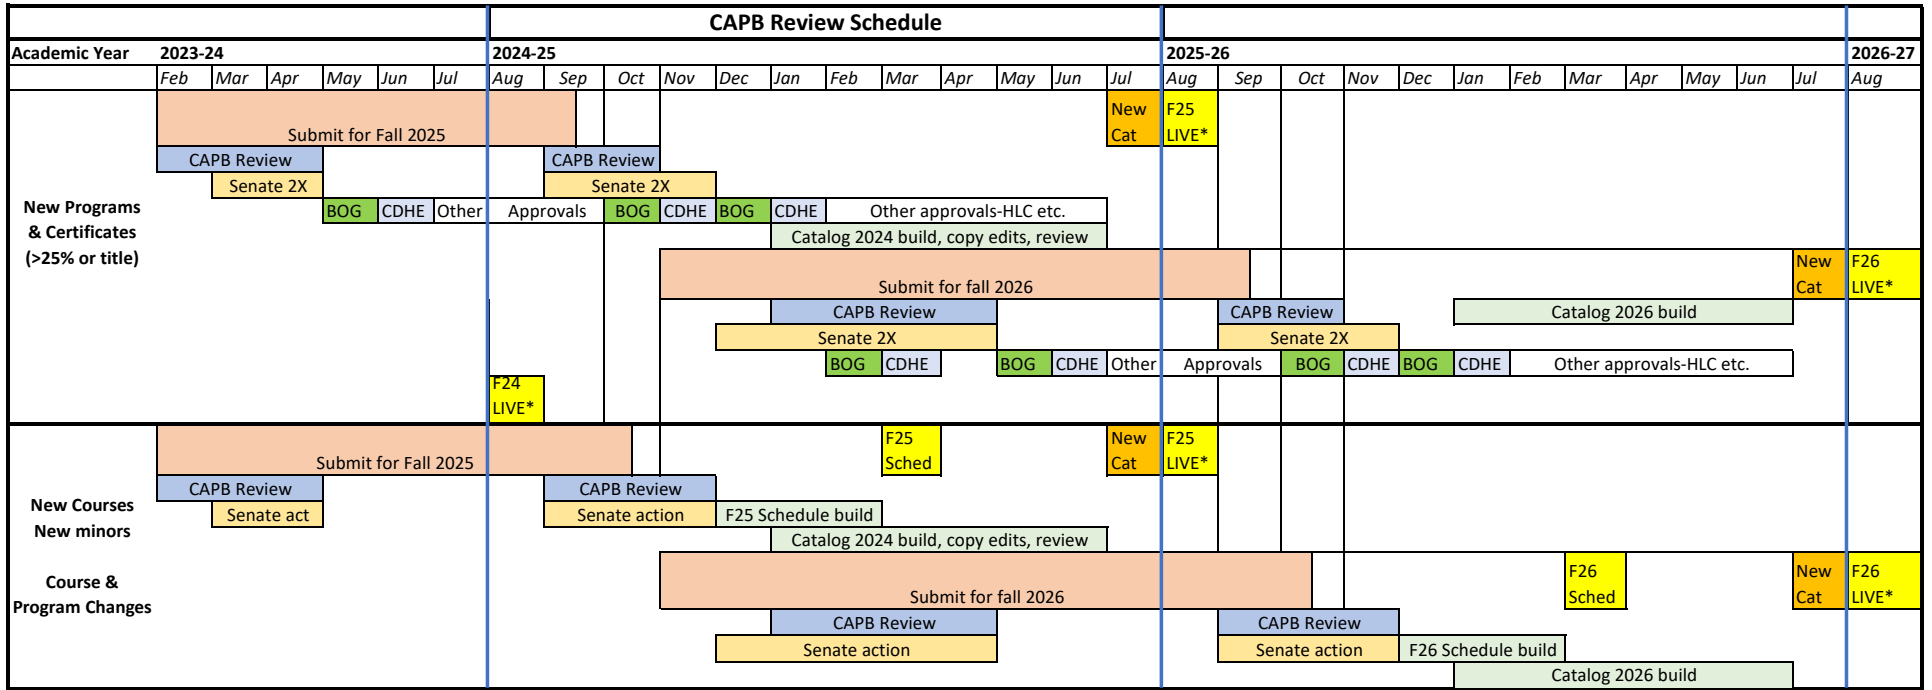 CAPB Review Schedule
Academic Year 2023-24 2024-25 2025-26 2026-27
Feb Mar Apr May Jun Jul Aug Sep Oct Nov Dec Jan Feb Mar Apr May Jun Jul Aug Sep Oct Nov Dec Jan Feb Mar Apr May Jun Jul Aug
New Programs
& Certificates
(>25% or title)
Submit for Fall 2025
New
Cat
F25
LIVE*
CAPB Review CAPB Review
Senate 2X Senate 2X
BOG CDHE Other Approvals BOG CDHE BOG CDHE Other approvals-HLC etc.
Catalog 2024 build, copy edits, review
Submit for fall 2026
New
Cat
F26
LIVE*
CAPB Review CAPB Review Catalog 2026 build
Senate 2X Senate 2X
BOG CDHE BOG CDHE Other Approvals BOG CDHE BOG CDHE Other approvals-HLC etc.
F24
LIVE*
New Courses
New minors
Course &
Program Changes
Submit for Fall 2025
F25
Sched
New
Cat
F25
LIVE*
CAPB Review CAPB Review
Senate act Senate action F25 Schedule build
Catalog 2024 build, copy edits, review
Submit for fall 2026
F26
Sched
New
Cat
F26
LIVE*
CAPB Review CAPB Review
Senate action Senate action F26 Schedule build
Catalog 2026 build